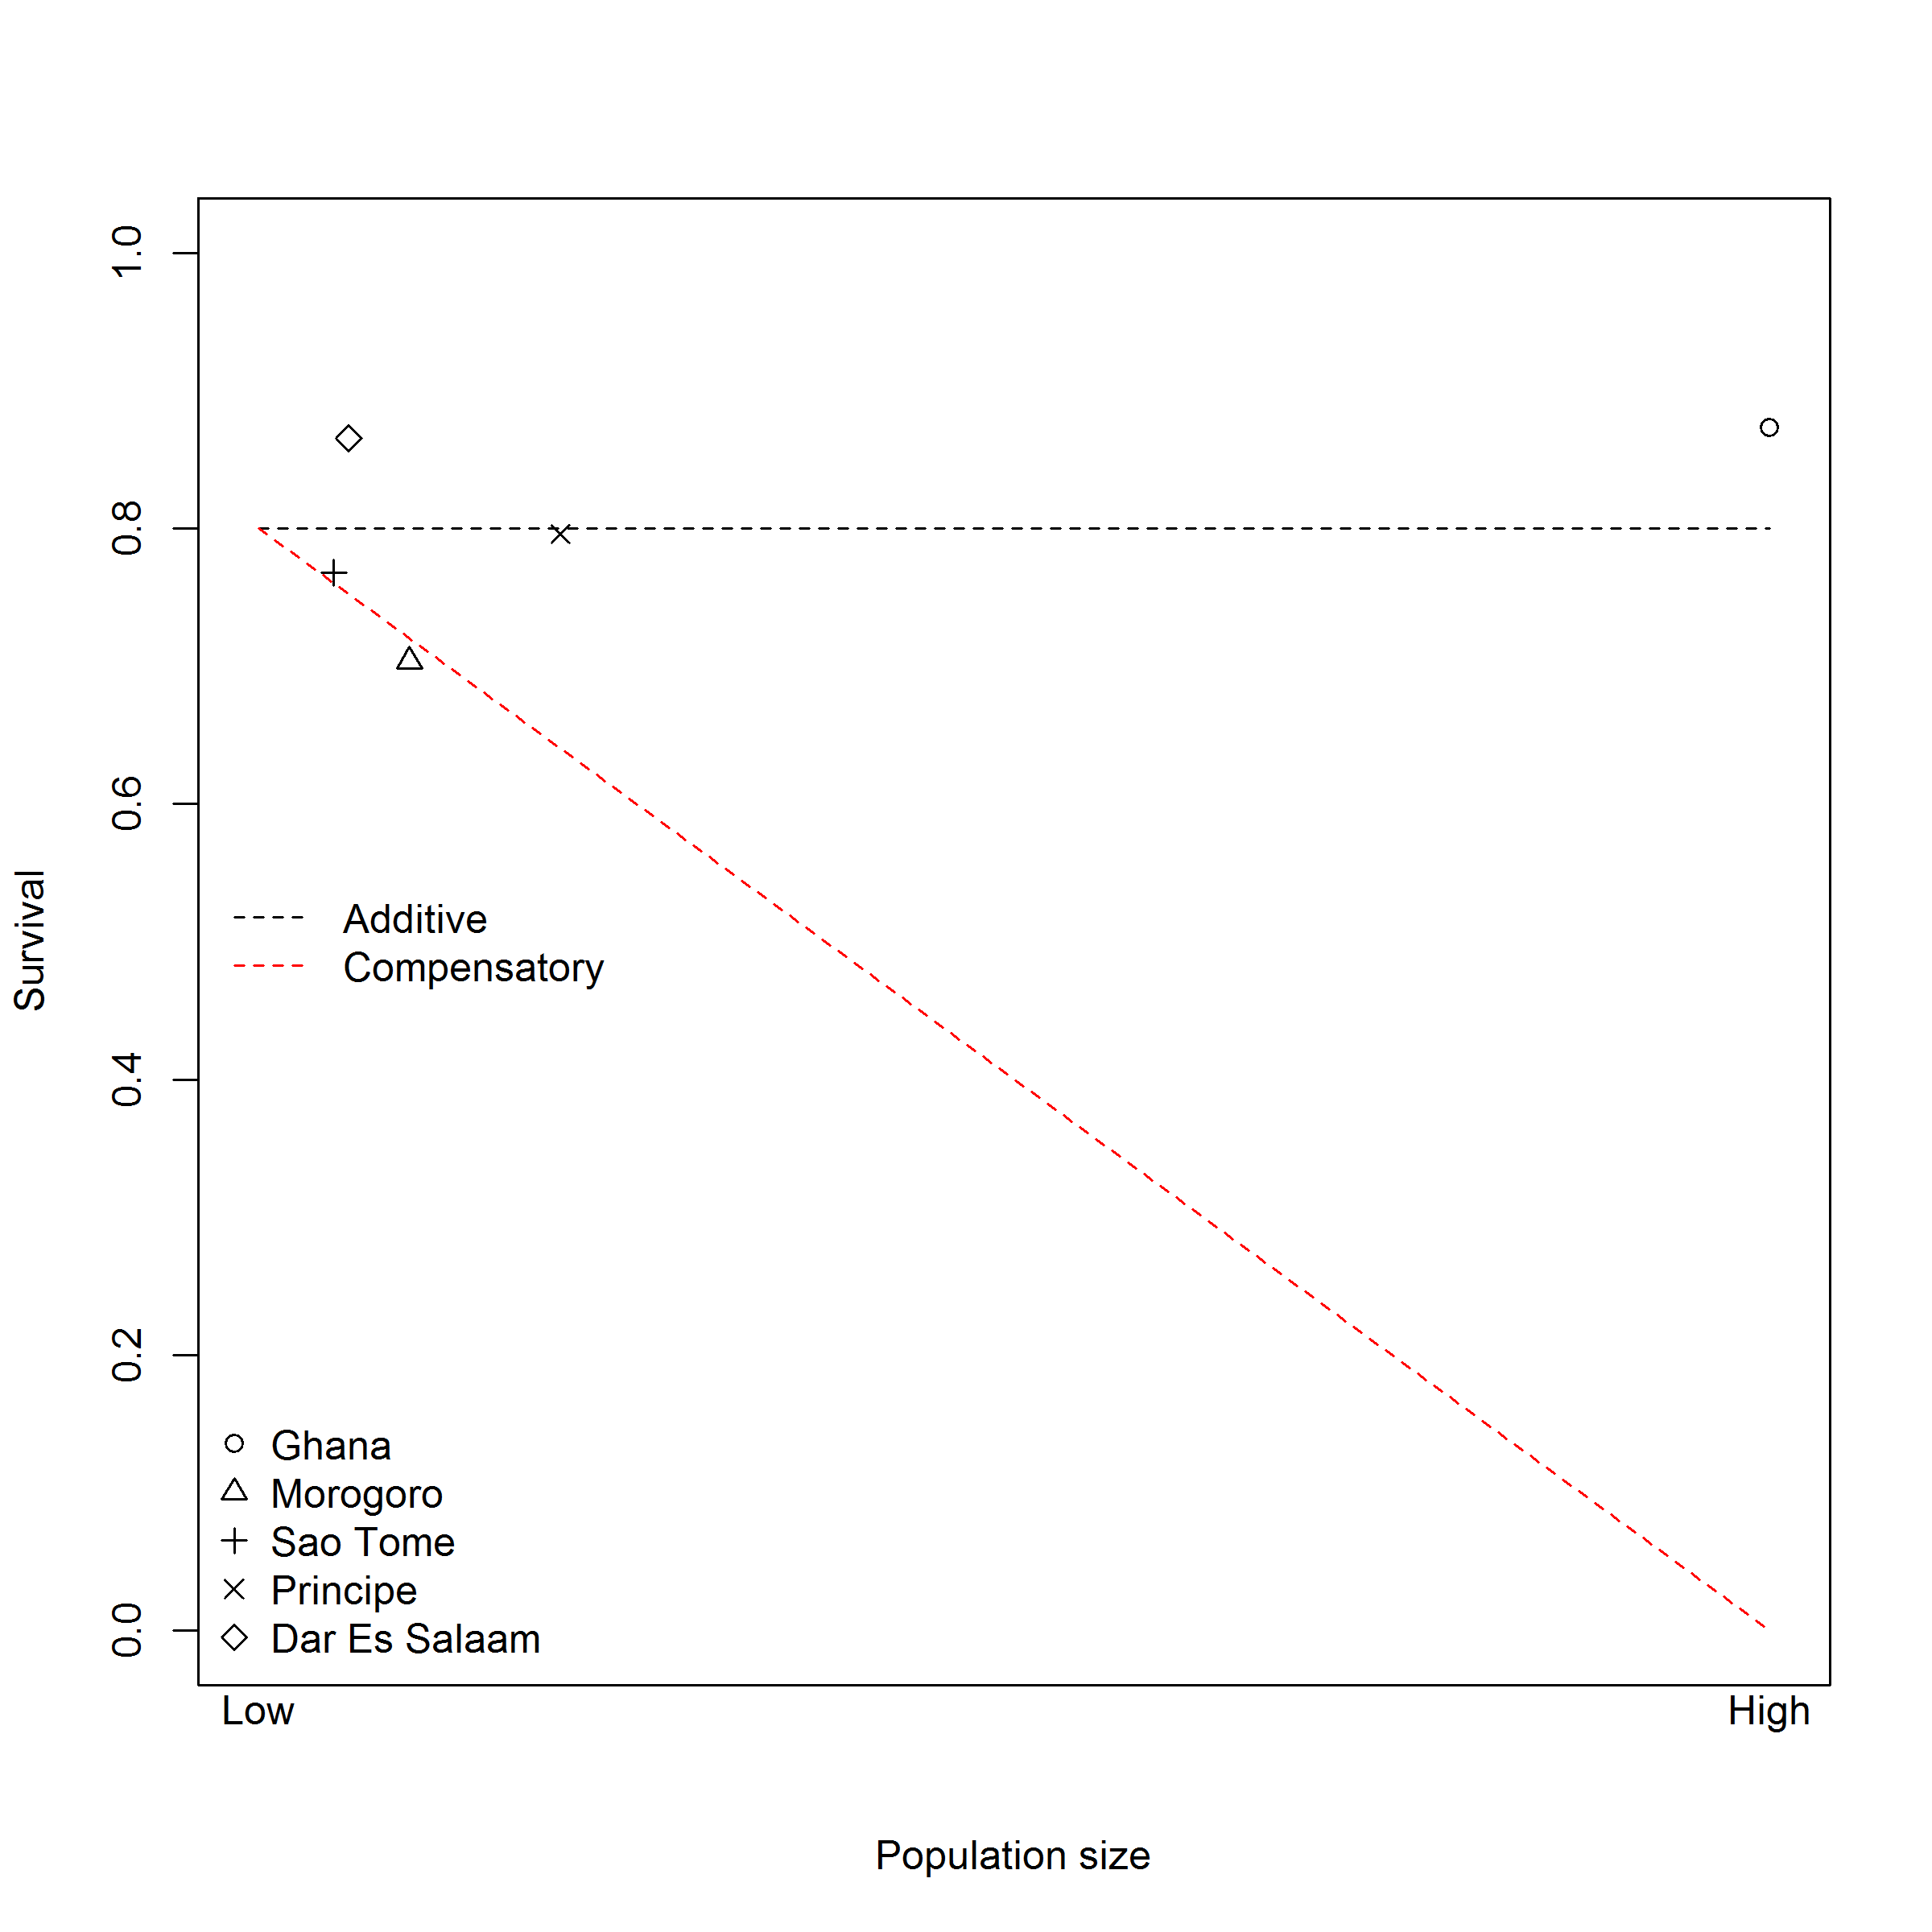 1.0
0.8
0.6
0.4
0.2
0.0
Survival
Additive
Compensatory
Ghana
Morogoro
Sao Tome
Principe
Dar Es Salaam
Low
High
Population size